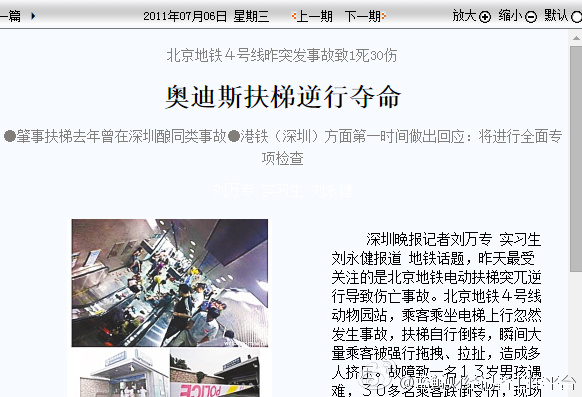 一篇
2011年07月06日 星期三 上一期 下一期 放大 缩小 默认
北京地铁４号线昨突发事故致1死30伤
奥迪斯扶梯逆行夺命
●肇事扶梯去年曾在深圳酿同类事故●港铁（深圳）方面第一时间做出回应：将进行全面专
项检查
深圳晚报记者刘万专 实习生
刘永健报道 地铁话题，昨天最受
关注的是北京地铁电动扶梯突兀逆
行导致伤亡事故。北京地铁４号线
动物园站，乘客乘坐电梯上行忽然
发生事故，扶梯自行倒转，瞬间大
量乘客被强行拖拽、拉扯，造成多
人挤压。故障致一名１３岁男孩遇
难，３０多名乘客跌倒受伤，现场
POLICE